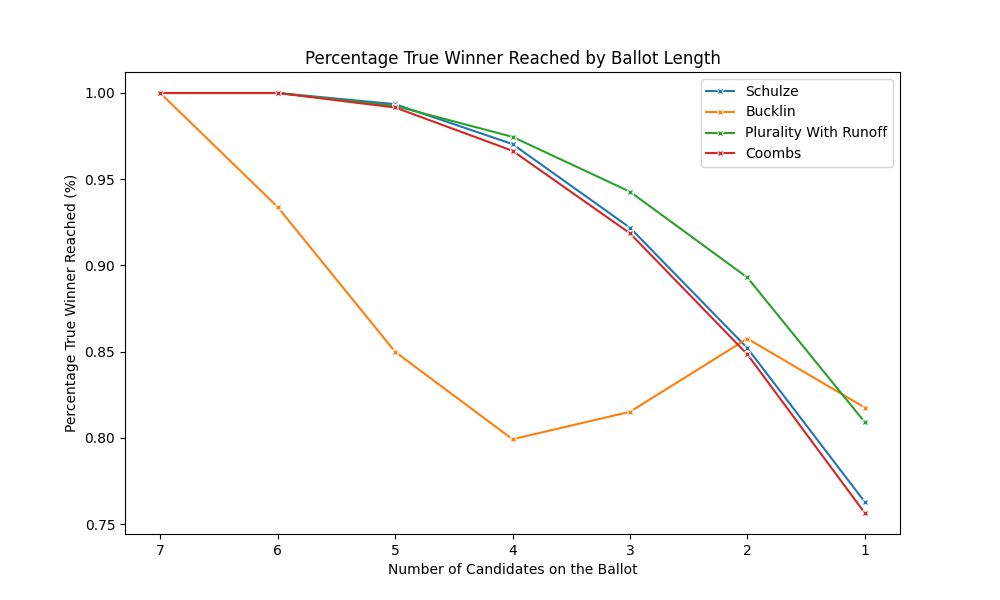 Percentage True Winner Reached by Ballot Length
Schulze
Bucklin
Plurality With Runoff
Coombs
Percentage True Winner Reached (%)
1.00
0.95
0.90
0.85
0.80
0.75
7 6 5 4 3 2 1
Number of Candidates on the Ballot